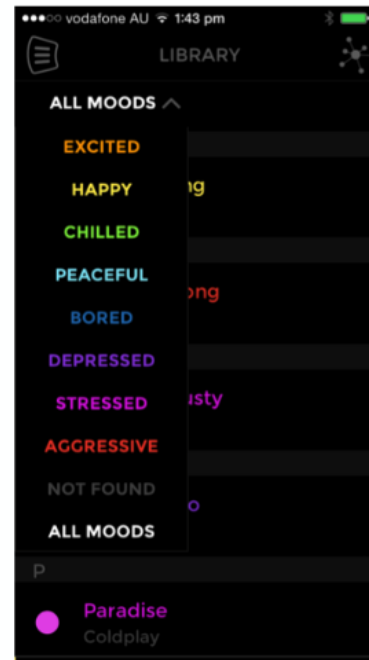 vodafone AU 1:43 pm
LIBRARY
ALL MOODS
EXCITED
HAPPY
CHILLED
PEACEFUL
BORED
DEPRESSED
STRESSED
AGGRESSIVE
NOT FOUND
ALL MOODS
P
Paradise
Coldplay